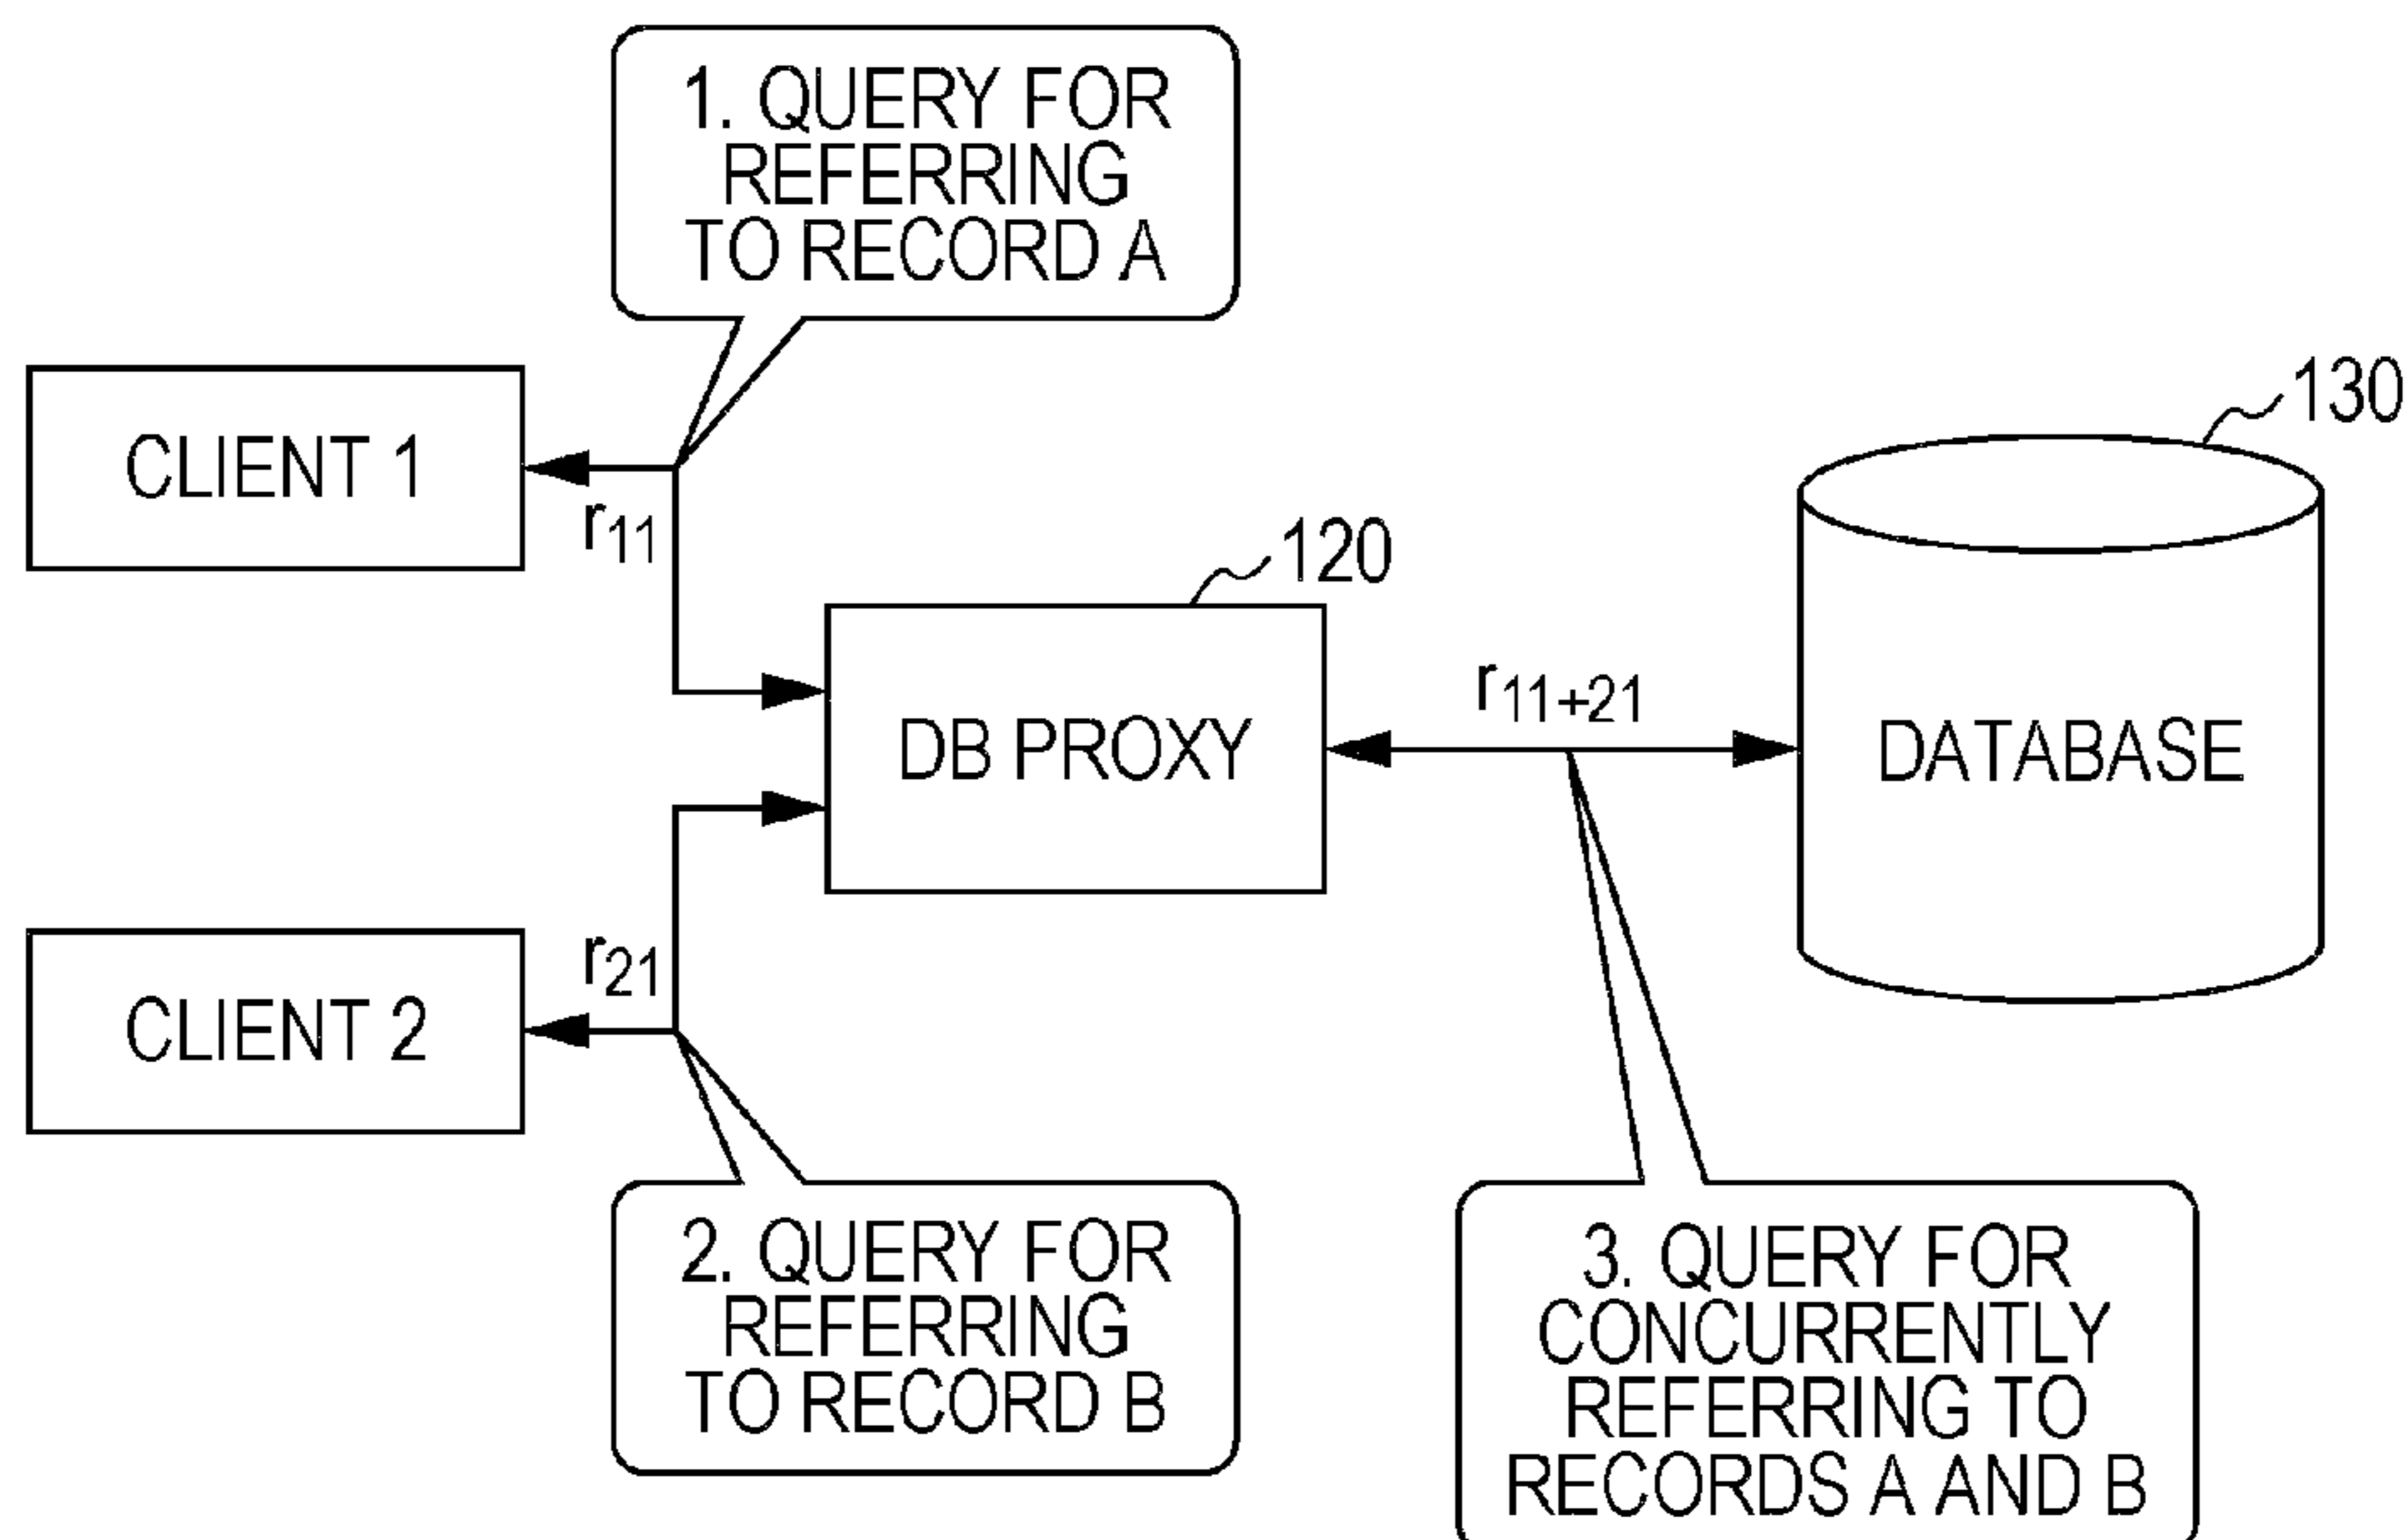 1. QUERY FOR
REFERRING
TO RECORD A
CLIENT 1
r11
130
120
DB PROXY
r11+21
DATABASE
CLIENT 2
r21
2. QUERY FOR
REFERRING
TO RECORD B
3. QUERY FOR
CONCURRENTLY
REFERRING TO
RECORDS A AND B